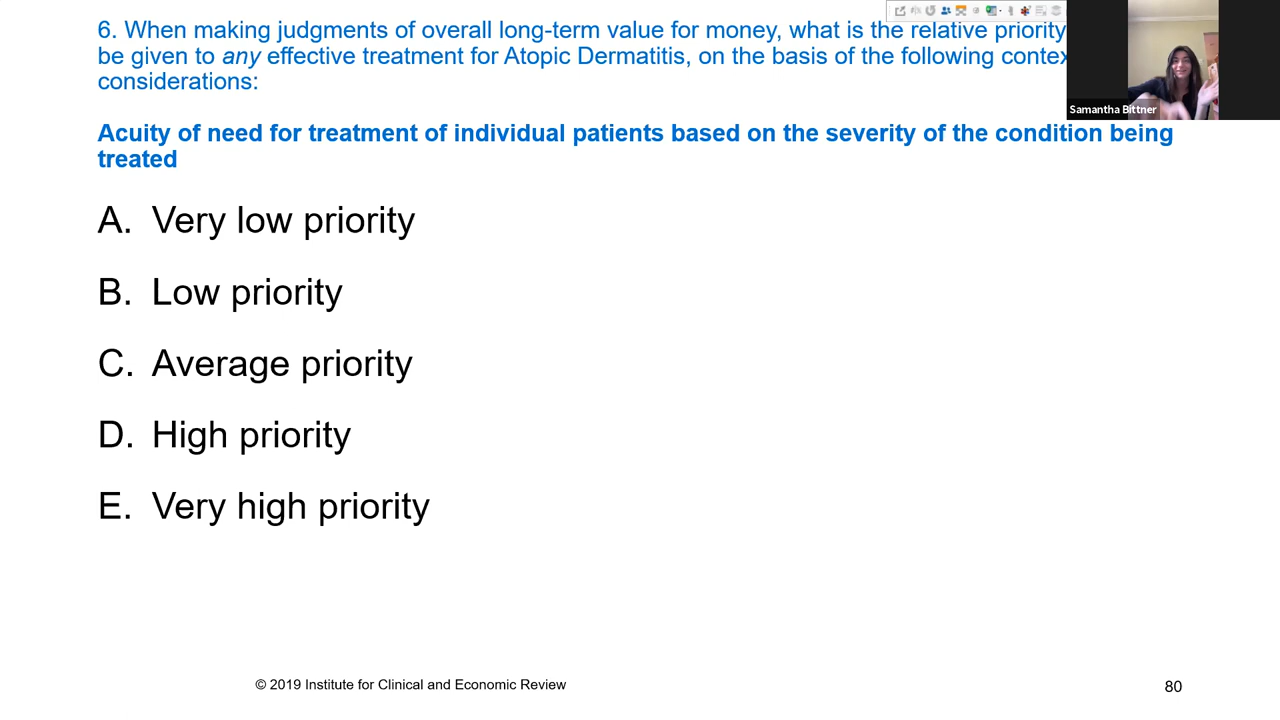 6. When making judgments of overall long-term value for money, what is the relative priority
be given to any effective treatment for Atopic Dermatitis, on the basis of the following
considerations:
Samantha Bittner
Acuity of need for treatment of individual patients based on the severity of the condition being
treated
A. Very low priority
B. Low priority
C. Average priority
D. High priority
E. Very high priority
© 2019 Institute for Clinical and Economic Review
80